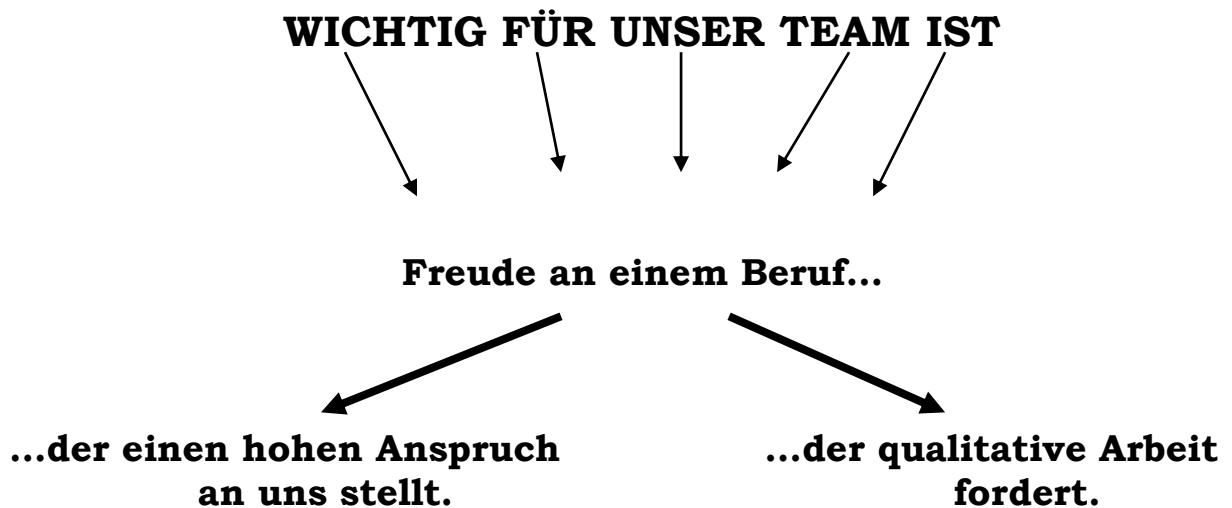 WICHTIG FÜR UNSER TEAM IST
Freude an einem Beruf...
...der einen hohen Anspruch
an uns stellt.
...der qualitative Arbeit
fordert.